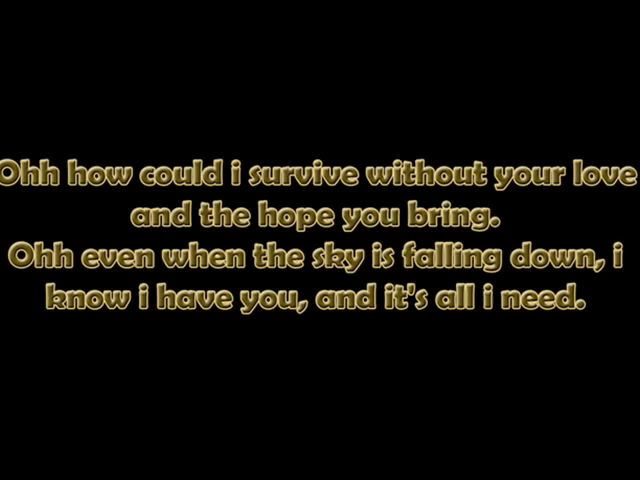 Ohh how could i survive without your love
and the hope you bring.
Ohh even when the sky is falling down, i
know i have you, and it's all i need.